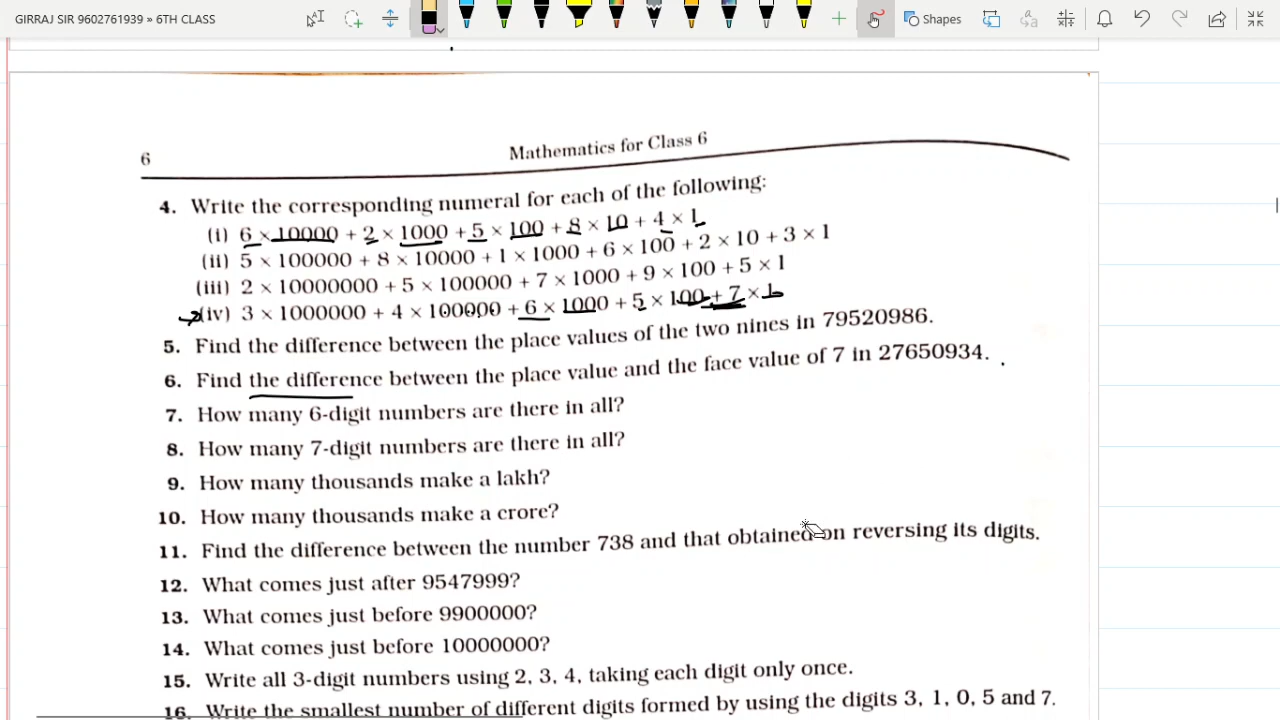 GIRRAJ SIR 9602761939 » 6TH CLASS
Shapes
6
Mathematics for Class 6
4. Write the corresponding numeral for each of the following:
(i) 6 × 10000 + 2 × 1000 + 5 × 100 + 8 × 10 + 4 × 1
(ii) 5 × 100000 + 8 × 10000 + 1 × 1000 + 6 × 100 + 2 × 10 + 3 × 1
(iii) 2 × 10000000 + 5 × 100000 + 7 × 1000 + 9 × 100 + 5 × 1
(iv) 3 × 1000000 + 4 × 100000 + 6 × 1000 + 5 × 100 + 7 × 1
5. Find the difference between the place values of the two nines in 79520986.
6. Find the difference between the place value and the face value of 7 in 27650934.
7. How many 6-digit numbers are there in all?
8. How many 7-digit numbers are there in all?
9. How many thousands make a lakh?
10. How many thousands make a crore?
11. Find the difference between the number 738 and that obtained on reversing its digits.
12. What comes just after 9547999?
13. What comes just before 9900000?
14. What comes just before 10000000?
15. Write all 3-digit numbers using 2, 3, 4, taking each digit only once.
16. Write the smallest number of different digits formed by using the digits 3, 1, 0, 5 and 7.